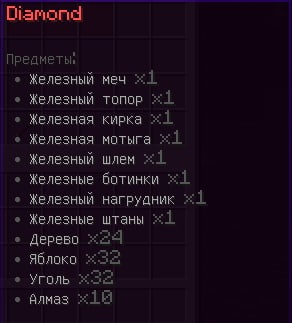 Diamond
Предметы:
• Железный меч x1
• Железный топор x1
• Железная кирка x1
• Железная мотыга x1
• Железный шлем x1
• Железные ботинки x1
• Железный нагрудник x1
• Железные штаны x1
• Дерево x24
• Яблоко x32
• Уголь x32
• Алмаз x10